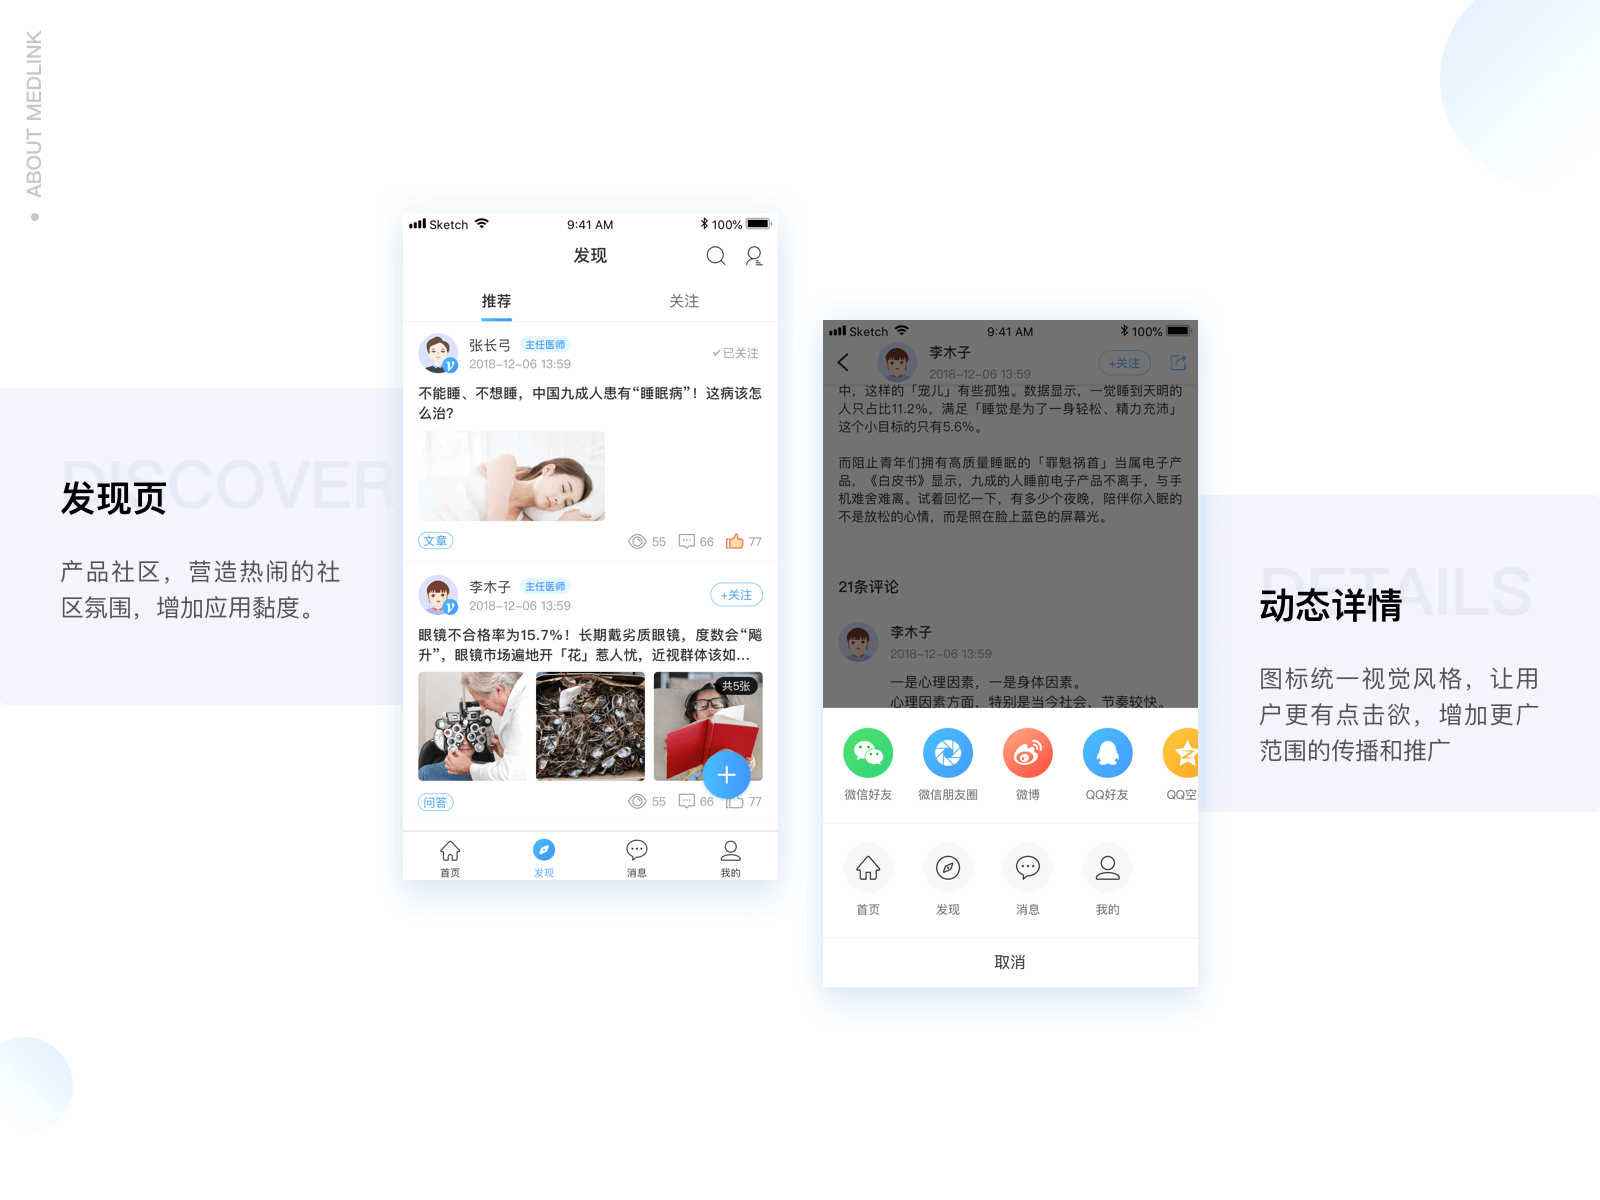 ABOUT MEDLINK
DISCOVER
发现页
产品社区，营造热闹的社
区氛围，增加应用黏度。
Sketch 9:41 AM 100%
发现
推荐 关注
张长弓 主任医师
2018-12-06 13:59
✓已关注
不能睡、不想睡，中国九成人患有“睡眠病”！这病该怎
么治?
文章 55 66 77
李木子 主任医师
2018-12-06 13:59
+关注
眼镜不合格率为15.7%！长期戴劣质眼镜，度数会“飚
升”，眼镜市场遍地开「花」惹人忧，近视群体该如...
共5张
问答 55 66 77
首页 发现 消息 我的
Sketch 9:41 AM 100%
李木子
2018-12-06 13:59
+关注
中，这样的「宠儿」有些孤独。数据显示，一觉睡到天明的
人只占比11.2%，满足「睡觉是为了一身轻松、精力充沛」
这个小目标的只有5.6%。
而阻止青年们拥有高质量睡眠的「罪魁祸首」当属电子产
品，《白皮书》显示，九成的人睡前电子产品不离手，与手
机难舍难离。试着回忆一下，有多少个夜晚，陪伴你入眠的
不是放松的心情，而是照在脸上蓝色的屏幕光。
21条评论
李木子
2018-12-06 13:59
一是心理因素，一是身体因素。
心理因素方面，特别是当今社会，节奏较快。
微信好友 微信朋友圈 微博 QQ好友 QQ空
首页 发现 消息 我的
取消
DETAILS
动态详情
图标统一视觉风格，让用
户更有点击欲，增加更广
范围的传播和推广